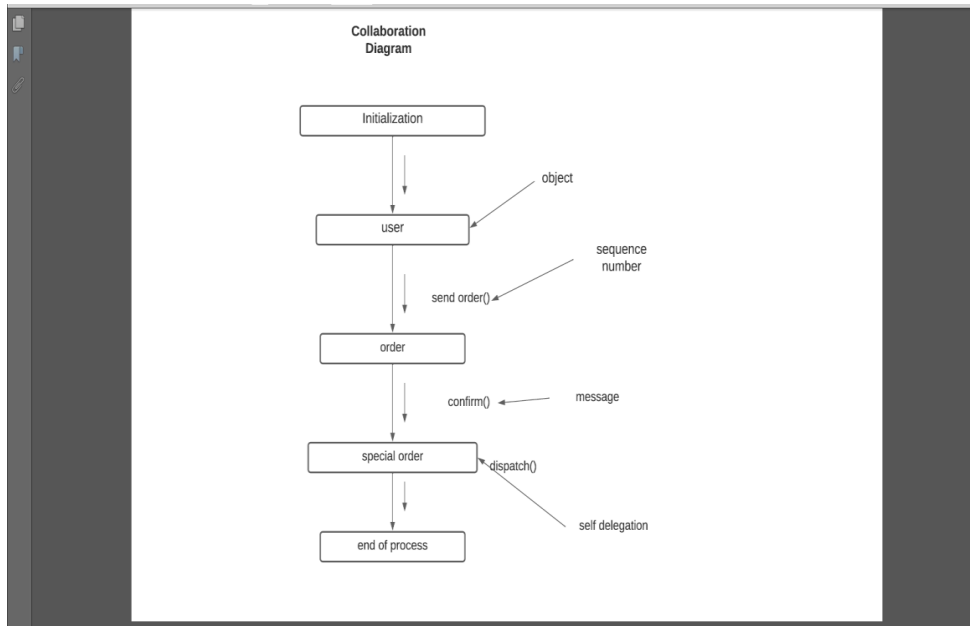 Collaboration
Diagram
Initialization
object
user
sequence
number
send order()
order
message
confirm()
special order
dispatch()
self delegation
end of process